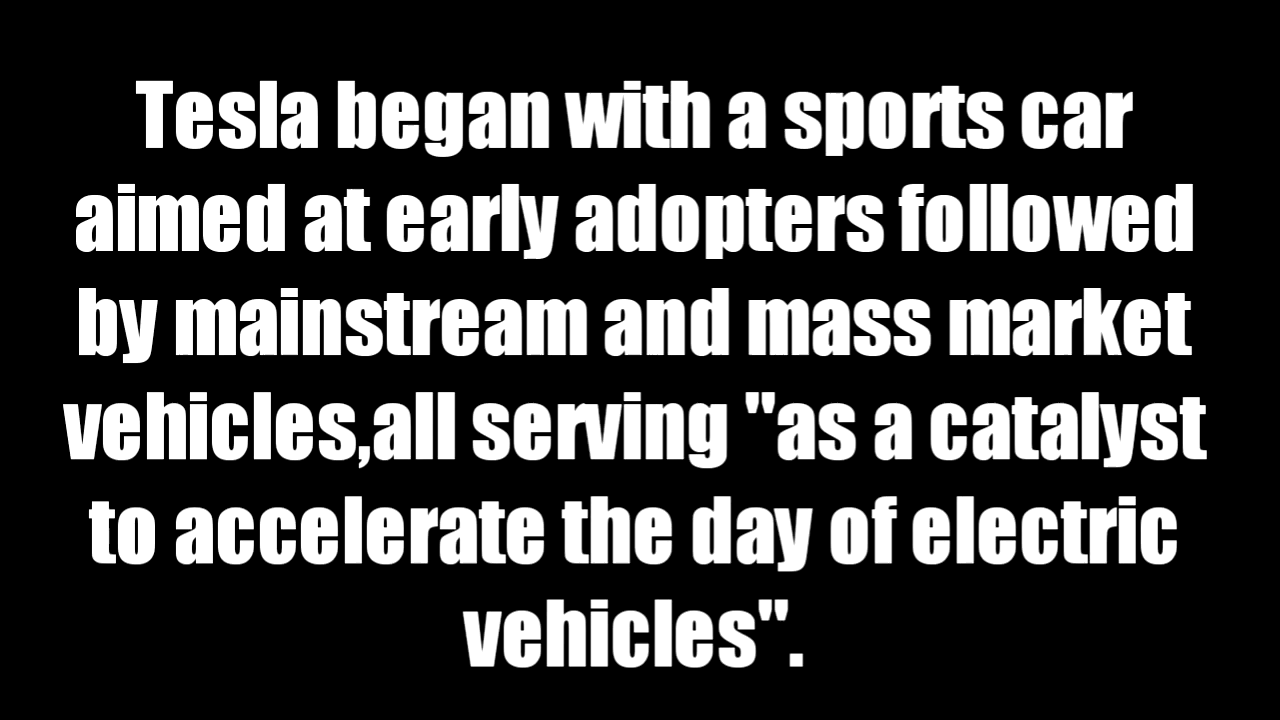 Tesla began with a sports car
aimed at early adopters followed
by mainstream and mass market
vehicles,all serving "as a catalyst
to accelerate the day of electric
vehicles".